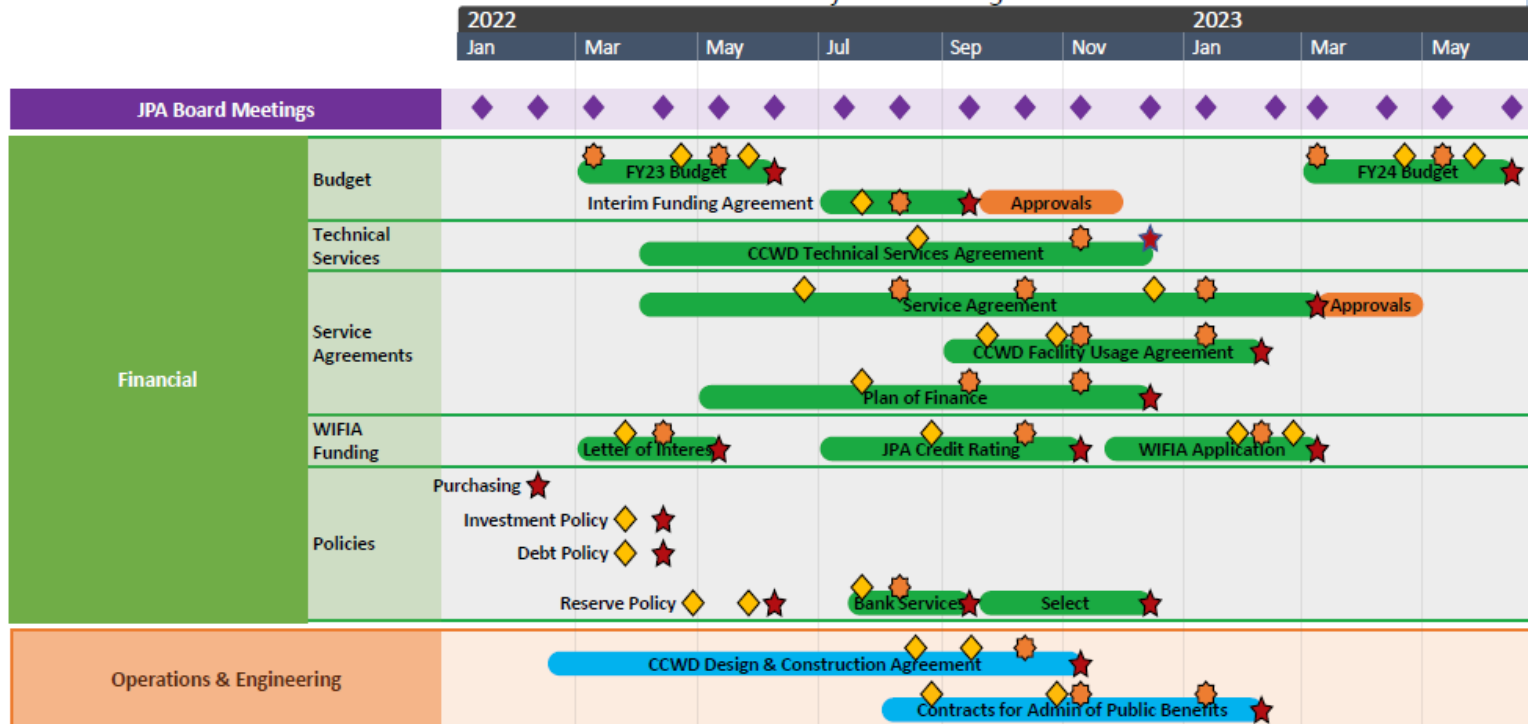 2022 2023
Jan Mar May Jul Sep Nov Jan Mar May
JPA Board Meetings
Financial
Budget
FY23 Budget
FY24 Budget
Interim Funding Agreement
Approvals
Technical
Services
CCWD Technical Services Agreement
Service
Agreements
Service Agreement
Approvals
CCWD Facility Usage Agreement
Plan of Finance
WIFIA
Funding
Letter of Interes
JPA Credit Rating
WIFIA Application
Policies
Purchasing
Investment Policy
Debt Policy
Reserve Policy
Bank Services
Select
Operations & Engineering
CCWD Design & Construction Agreement
Contracts for Admin of Public Benefits